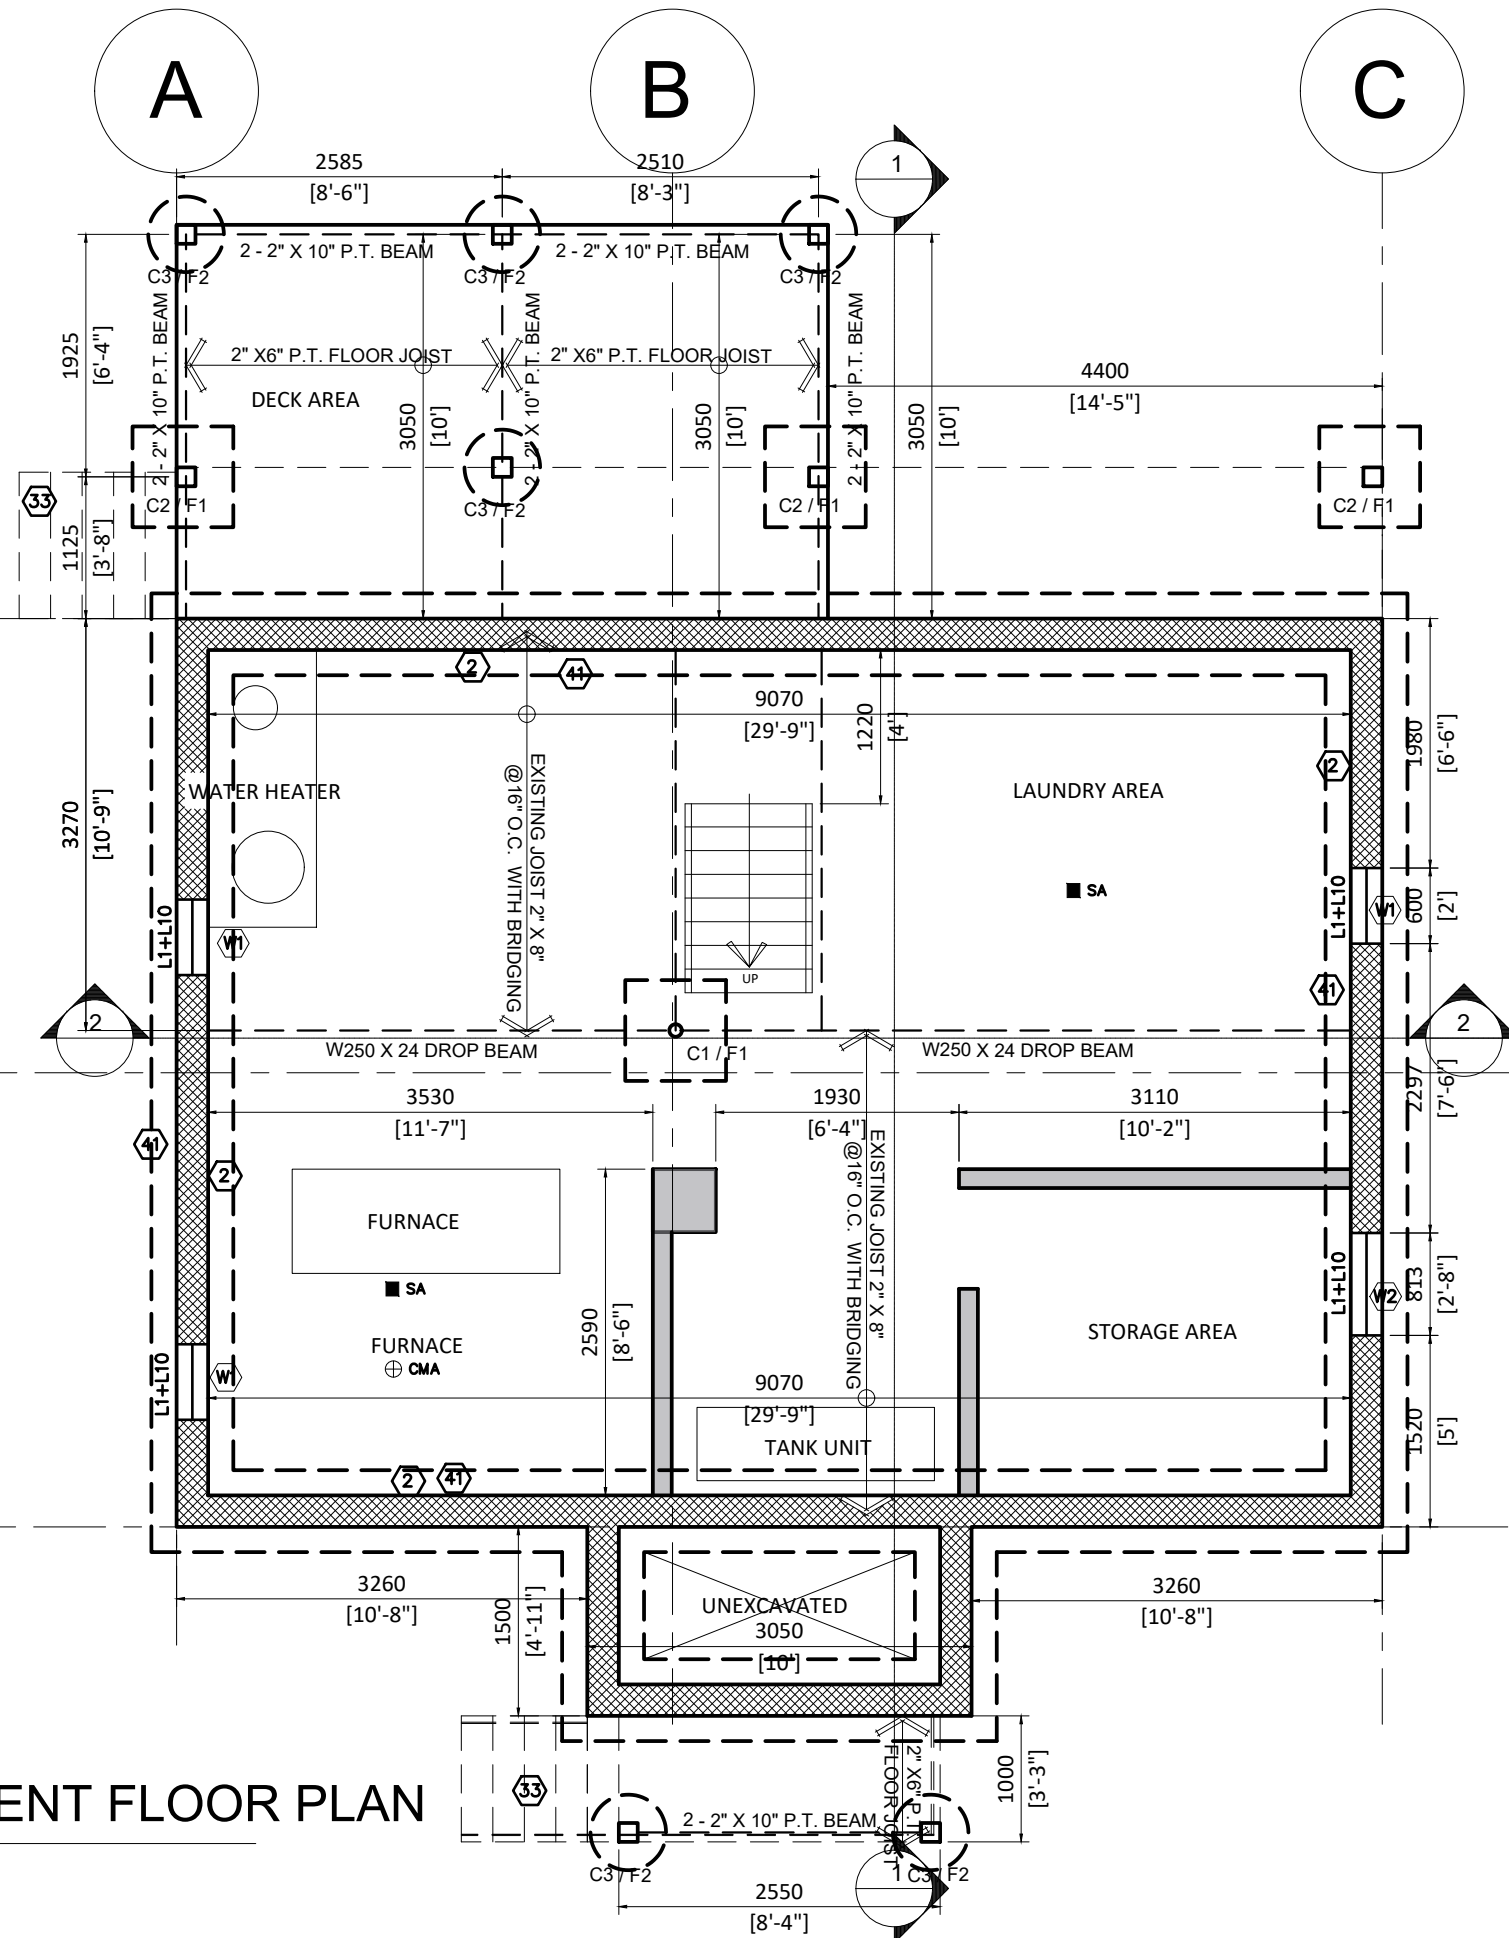 A
B
C
2585
[8'-6"]
2510
[8'-3"]
1
2 - 2" X 10" P.T. BEAM
2 - 2" X 10" P.T. BEAM
C3 / F2
C3 / F2
C3 / F2
2 - 2" X 10" P.T. BEAM
2 - 2" X 10" P.T. BEAM
2 - 2" X 10" P.T. BEAM
1925
[6'-4"]
2" X6" P.T. FLOOR JOIST
2" X6" P.T. FLOOR JOIST
DECK AREA
3050
[10']
3050
[10']
3050
[10']
4400
[14'-5"]
33
C2 / F1
C3 / F2
C2 / F1
C2 / F1
1125
[3'-8"]
2
41
9070
[29'-9"]
1220
[4']
1980
[6'-6"]
2
WATER HEATER
EXISTING JOIST 2" X 8"
@16" O.C. WITH BRIDGING
LAUNDRY AREA
3270
[10'-9"]
SA
L1+L10
W1
L1+L10
W1
600
[2']
UP
41
2
2
W250 X 24 DROP BEAM
C1 / F1
W250 X 24 DROP BEAM
2297
[7'-6"]
3530
[11'-7"]
1930
[6'-4"]
3110
[10'-2"]
41
2
EXISTING JOIST 2" X 8"
@16" O.C. WITH BRIDGING
FURNACE
SA
2590
[8'-6"]
L1+L10
W2
813
[2'-8"]
FURNACE
CMA
STORAGE AREA
L1+L10
W1
9070
[29'-9"]
1520
[5']
TANK UNIT
2
41
3260
[10'-8"]
1500
[4'-11"]
UNEXCAVATED
3050
[10']
3260
[10'-8"]
ENT FLOOR PLAN
33
2 - 2" X 10" P.T. BEAM
2" X6" P.T.
FLOOR JOIST
1000
[3'-3"]
C3 / F2
1
C3 / F2
2550
[8'-4"]